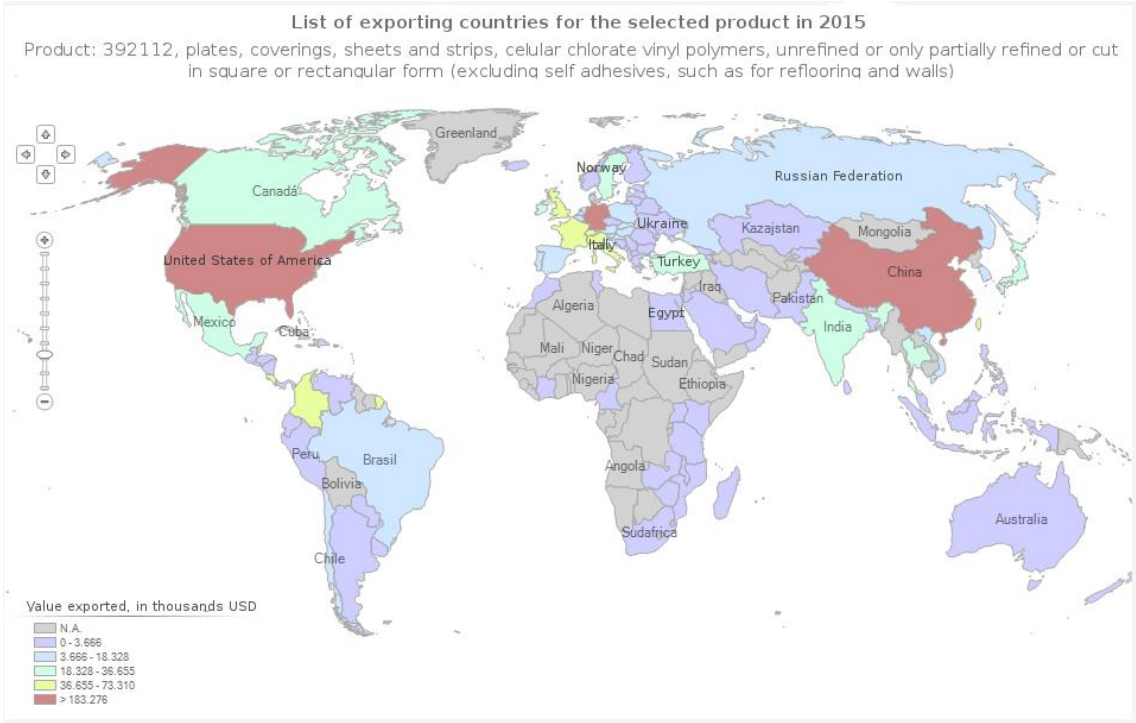 List of exporting countries for the selected product in 2015
Product: 392112, plates, coverings, sheets and strips, celular chlorate vinyl polymers, unrefined or only partially refined or cut
in square or rectangular form (excluding self adhesives, such as for reflooring and walls)
Greenland
Norway
Russian Federation
Canadá
Ukraine
Kazajstan
Mongolia
Italy
United States of America
Turkey
China
Iraq
Pakistan
Algeria
Egypt
Mexico
Cuba
India
Mali
Niger
Chad
Sudan
Nigeria
Ethiopia
Peru
Brasil
Angola
Bolivia
Australia
Sudafrica
Chile
Value exported, in thousands USD
N.A.
0 - 3.666
3.666 - 18.328
18.328 - 36.655
36.655 - 73.310
> 183.276